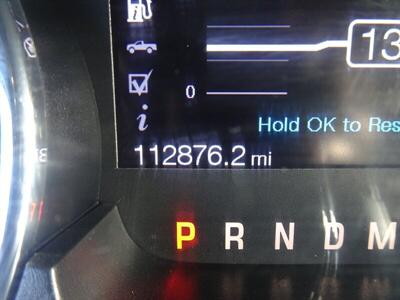 13
0
i
Hold OK to Res
112876.2 mi
P R N D M